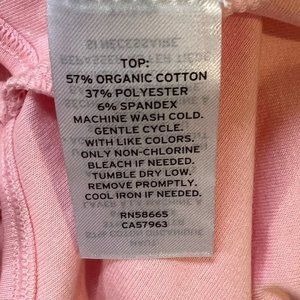 TOP:
57% ORGANIC COTTON
37% POLYESTER
6% SPANDEX
MACHINE WASH COLD.
GENTLE CYCLE.
WITH LIKE COLORS.
ONLY NON-CHLORINE
BLEACH IF NEEDED.
TUMBLE DRY LOW.
REMOVE PROMPTLY.
COOL IRON IF NEEDED.
RN58665
CA57963